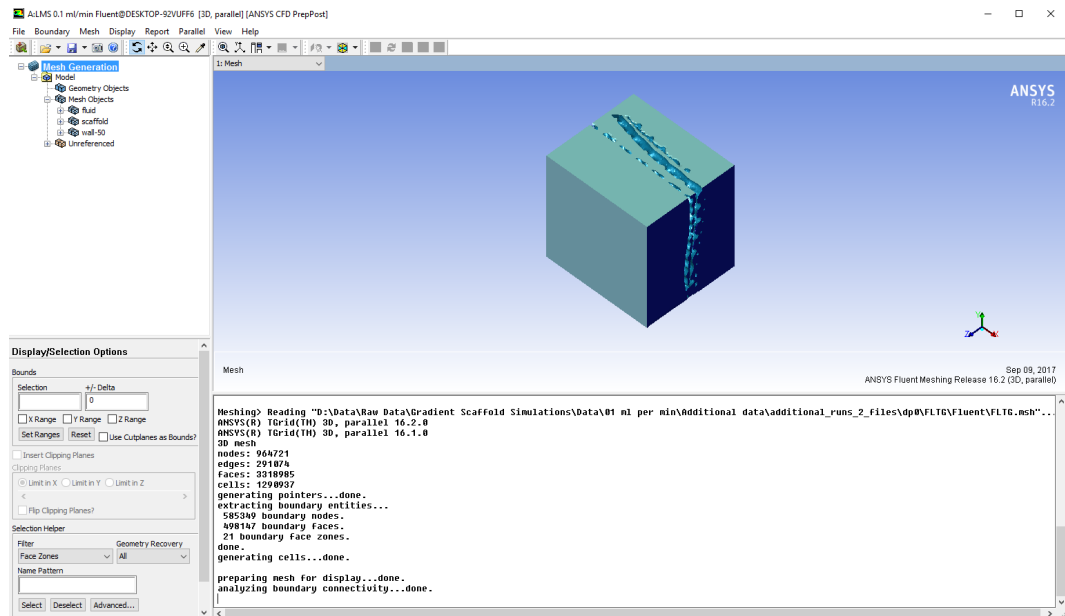 A:LMS 0.1 ml/min Fluent@DESKTOP-92VUFF6 [3D, parallel] [ANSYS CFD PrepPost]
File Boundary Mesh Display Report Parallel View Help
Mesh Generation
Model
Geometry Objects
Mesh Objects
fluid
scaffold
wall-50
Unreferenced
1: Mesh
ANSYS
R16.2
Y
Z X
Mesh
Sep 09, 2017
ANSYS Fluent Meshing Release 16.2 (3D, parallel)
Display/Selection Options
Bounds
Selection +/- Delta
0
X Range Y Range Z Range
Set Ranges Reset Use Cutplanes as Bounds?
Insert Clipping Planes
Clipping Planes
Limit in X Limit in Y Limit in Z
Flip Clipping Planes?
Selection Helper
Filter Geometry Recovery
Face Zones All
Name Pattern
Select Deselect Advanced...
Meshing> Reading "D:\Data\Raw Data\Gradient Scaffold Simulations\Data\01 ml per min\Additional data\additional_runs_2_files\dp0\FLTG\Fluent\FLTG.msh"...
ANSYS(R) TGrid(TM) 3D, parallel 16.2.0
ANSYS(R) TGrid(TM) 3D, parallel 16.1.0
3D mesh
nodes: 964721
edges: 291074
faces: 3318985
cells: 1290937
generating pointers...done.
extracting boundary entities...
585349 boundary nodes.
498147 boundary faces.
21 boundary face zones.
done.
generating cells...done.
preparing mesh for display...done.
analyzing boundary connectivity...done.